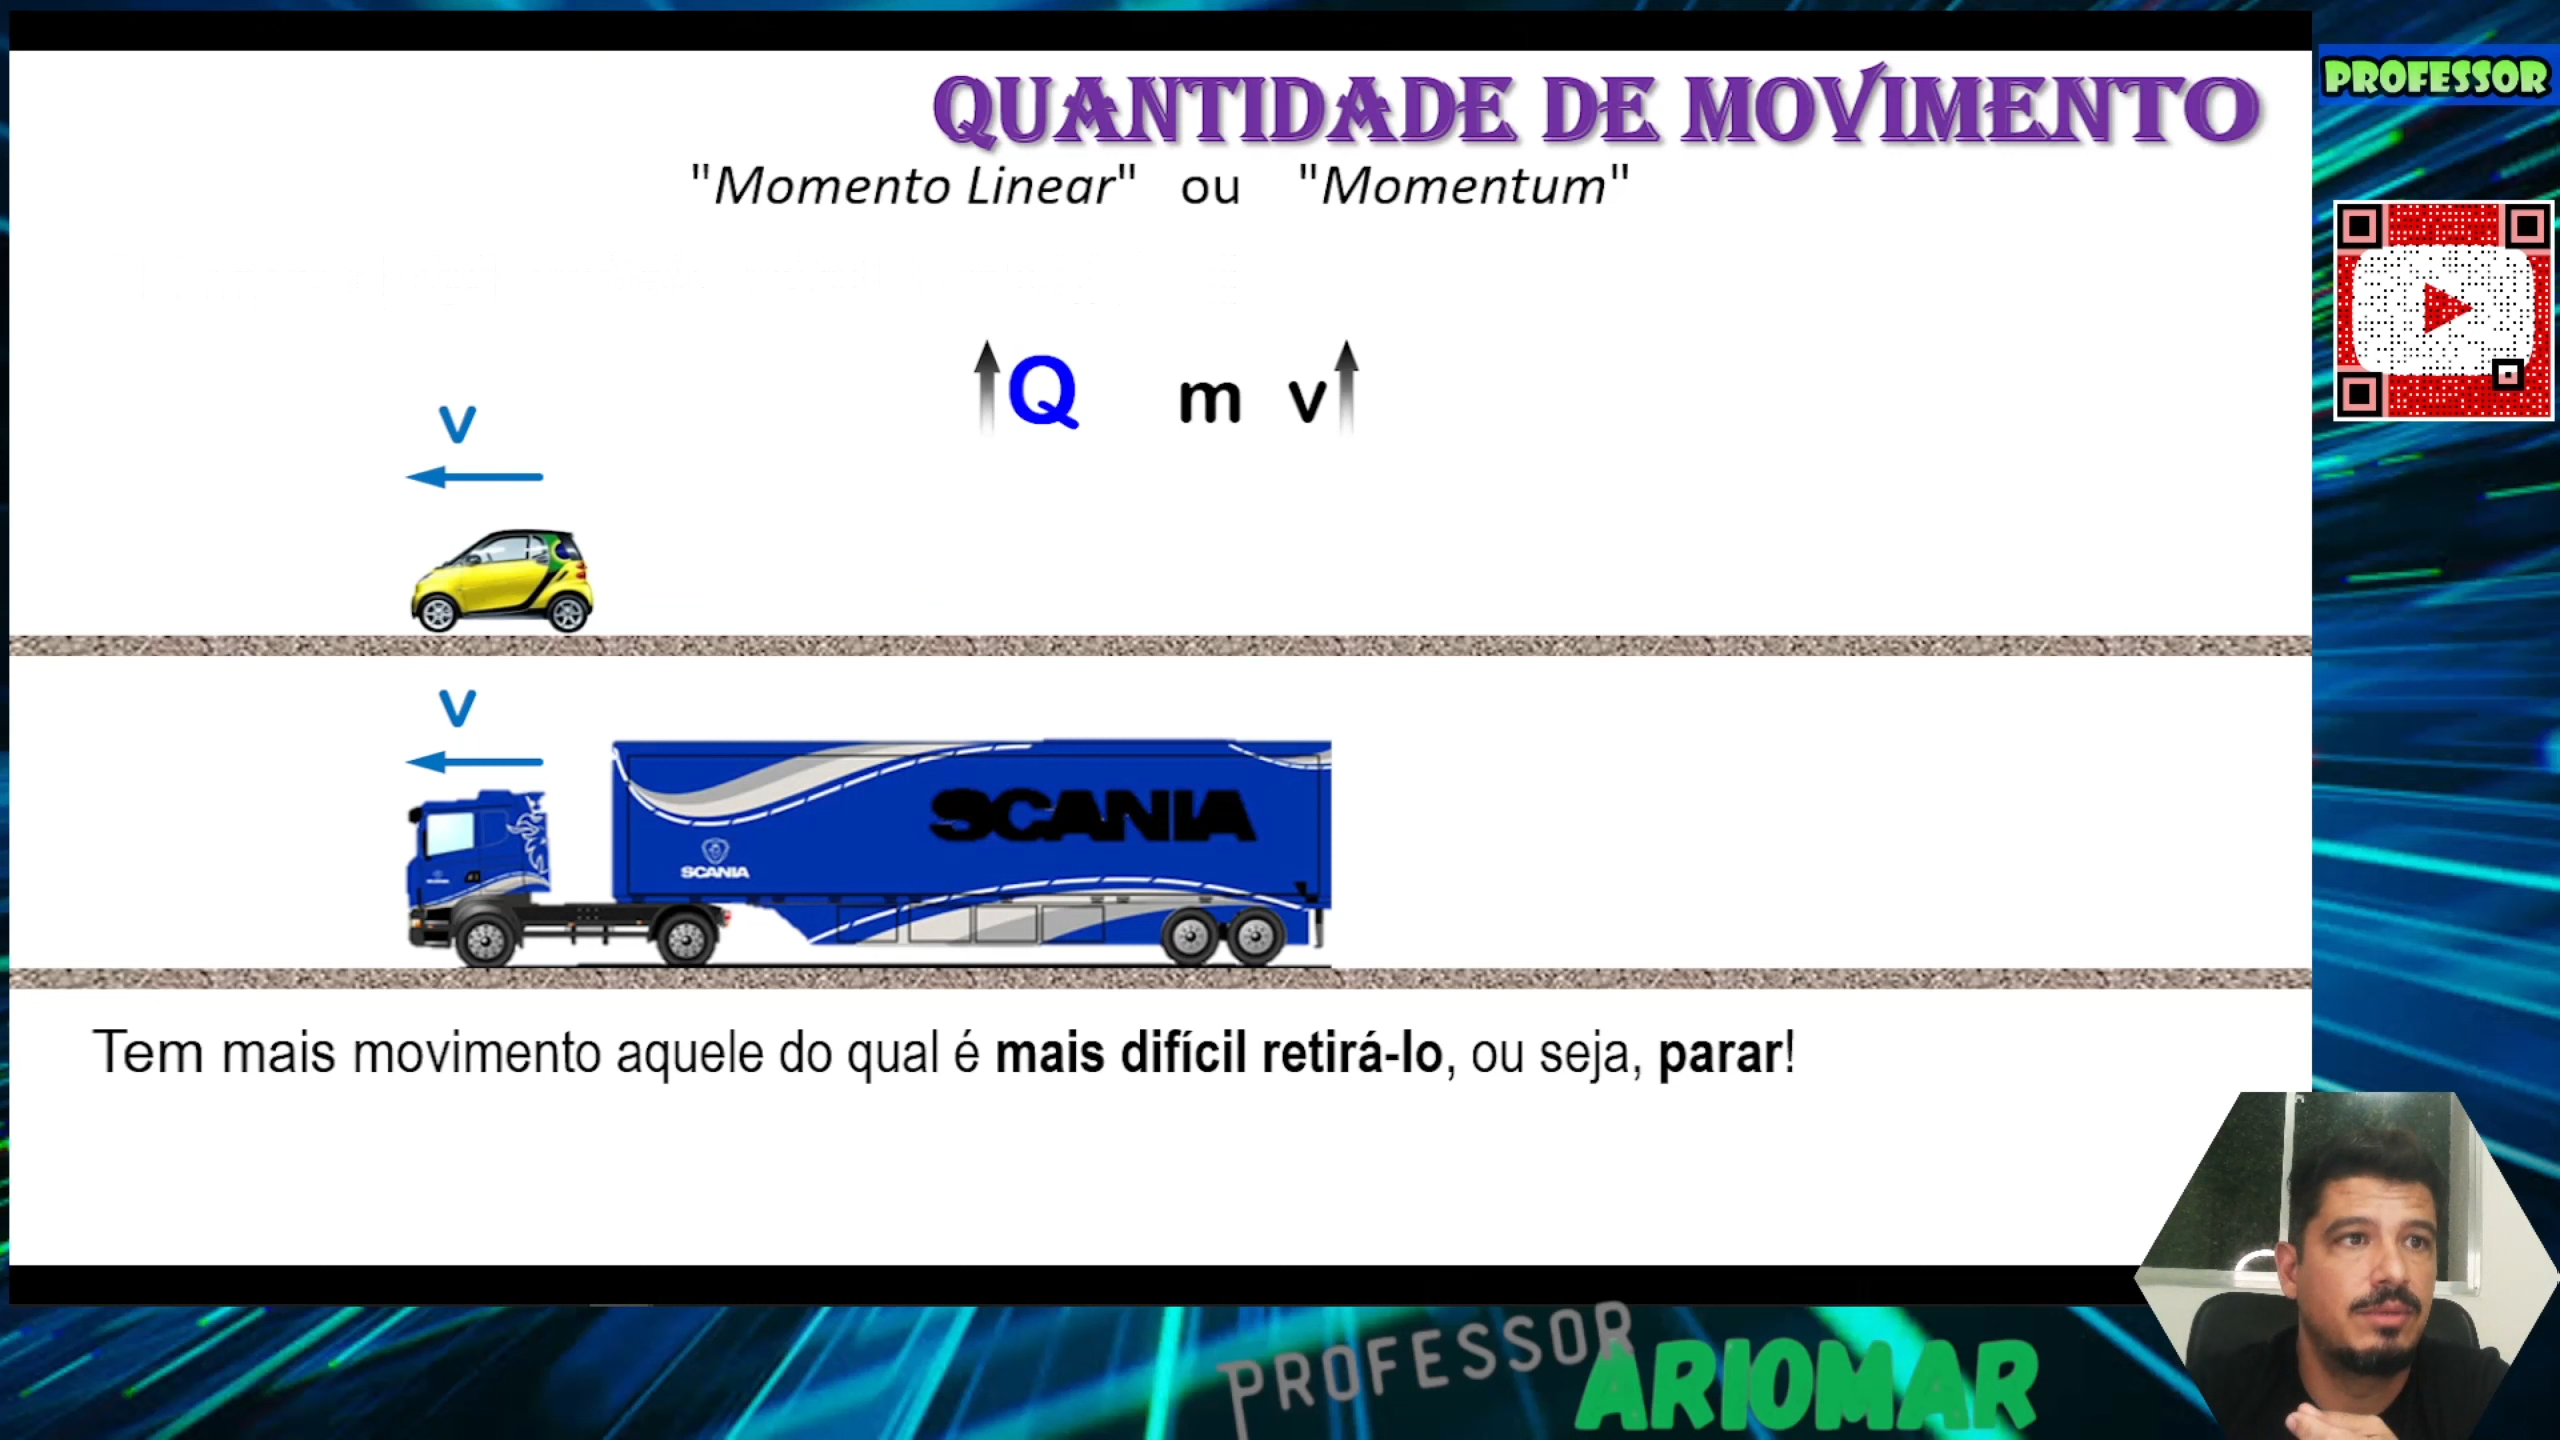 QUANTIDADE DE MOVIMENTO
PROFESSOR
"Momento Linear" ou "Momentum"
Q m v
v
v
SCANIA
SCANIA
Tem mais movimento aquele do qual é mais difícil retirá-lo, ou seja, parar!
PROFESSOR
ARIOMAR